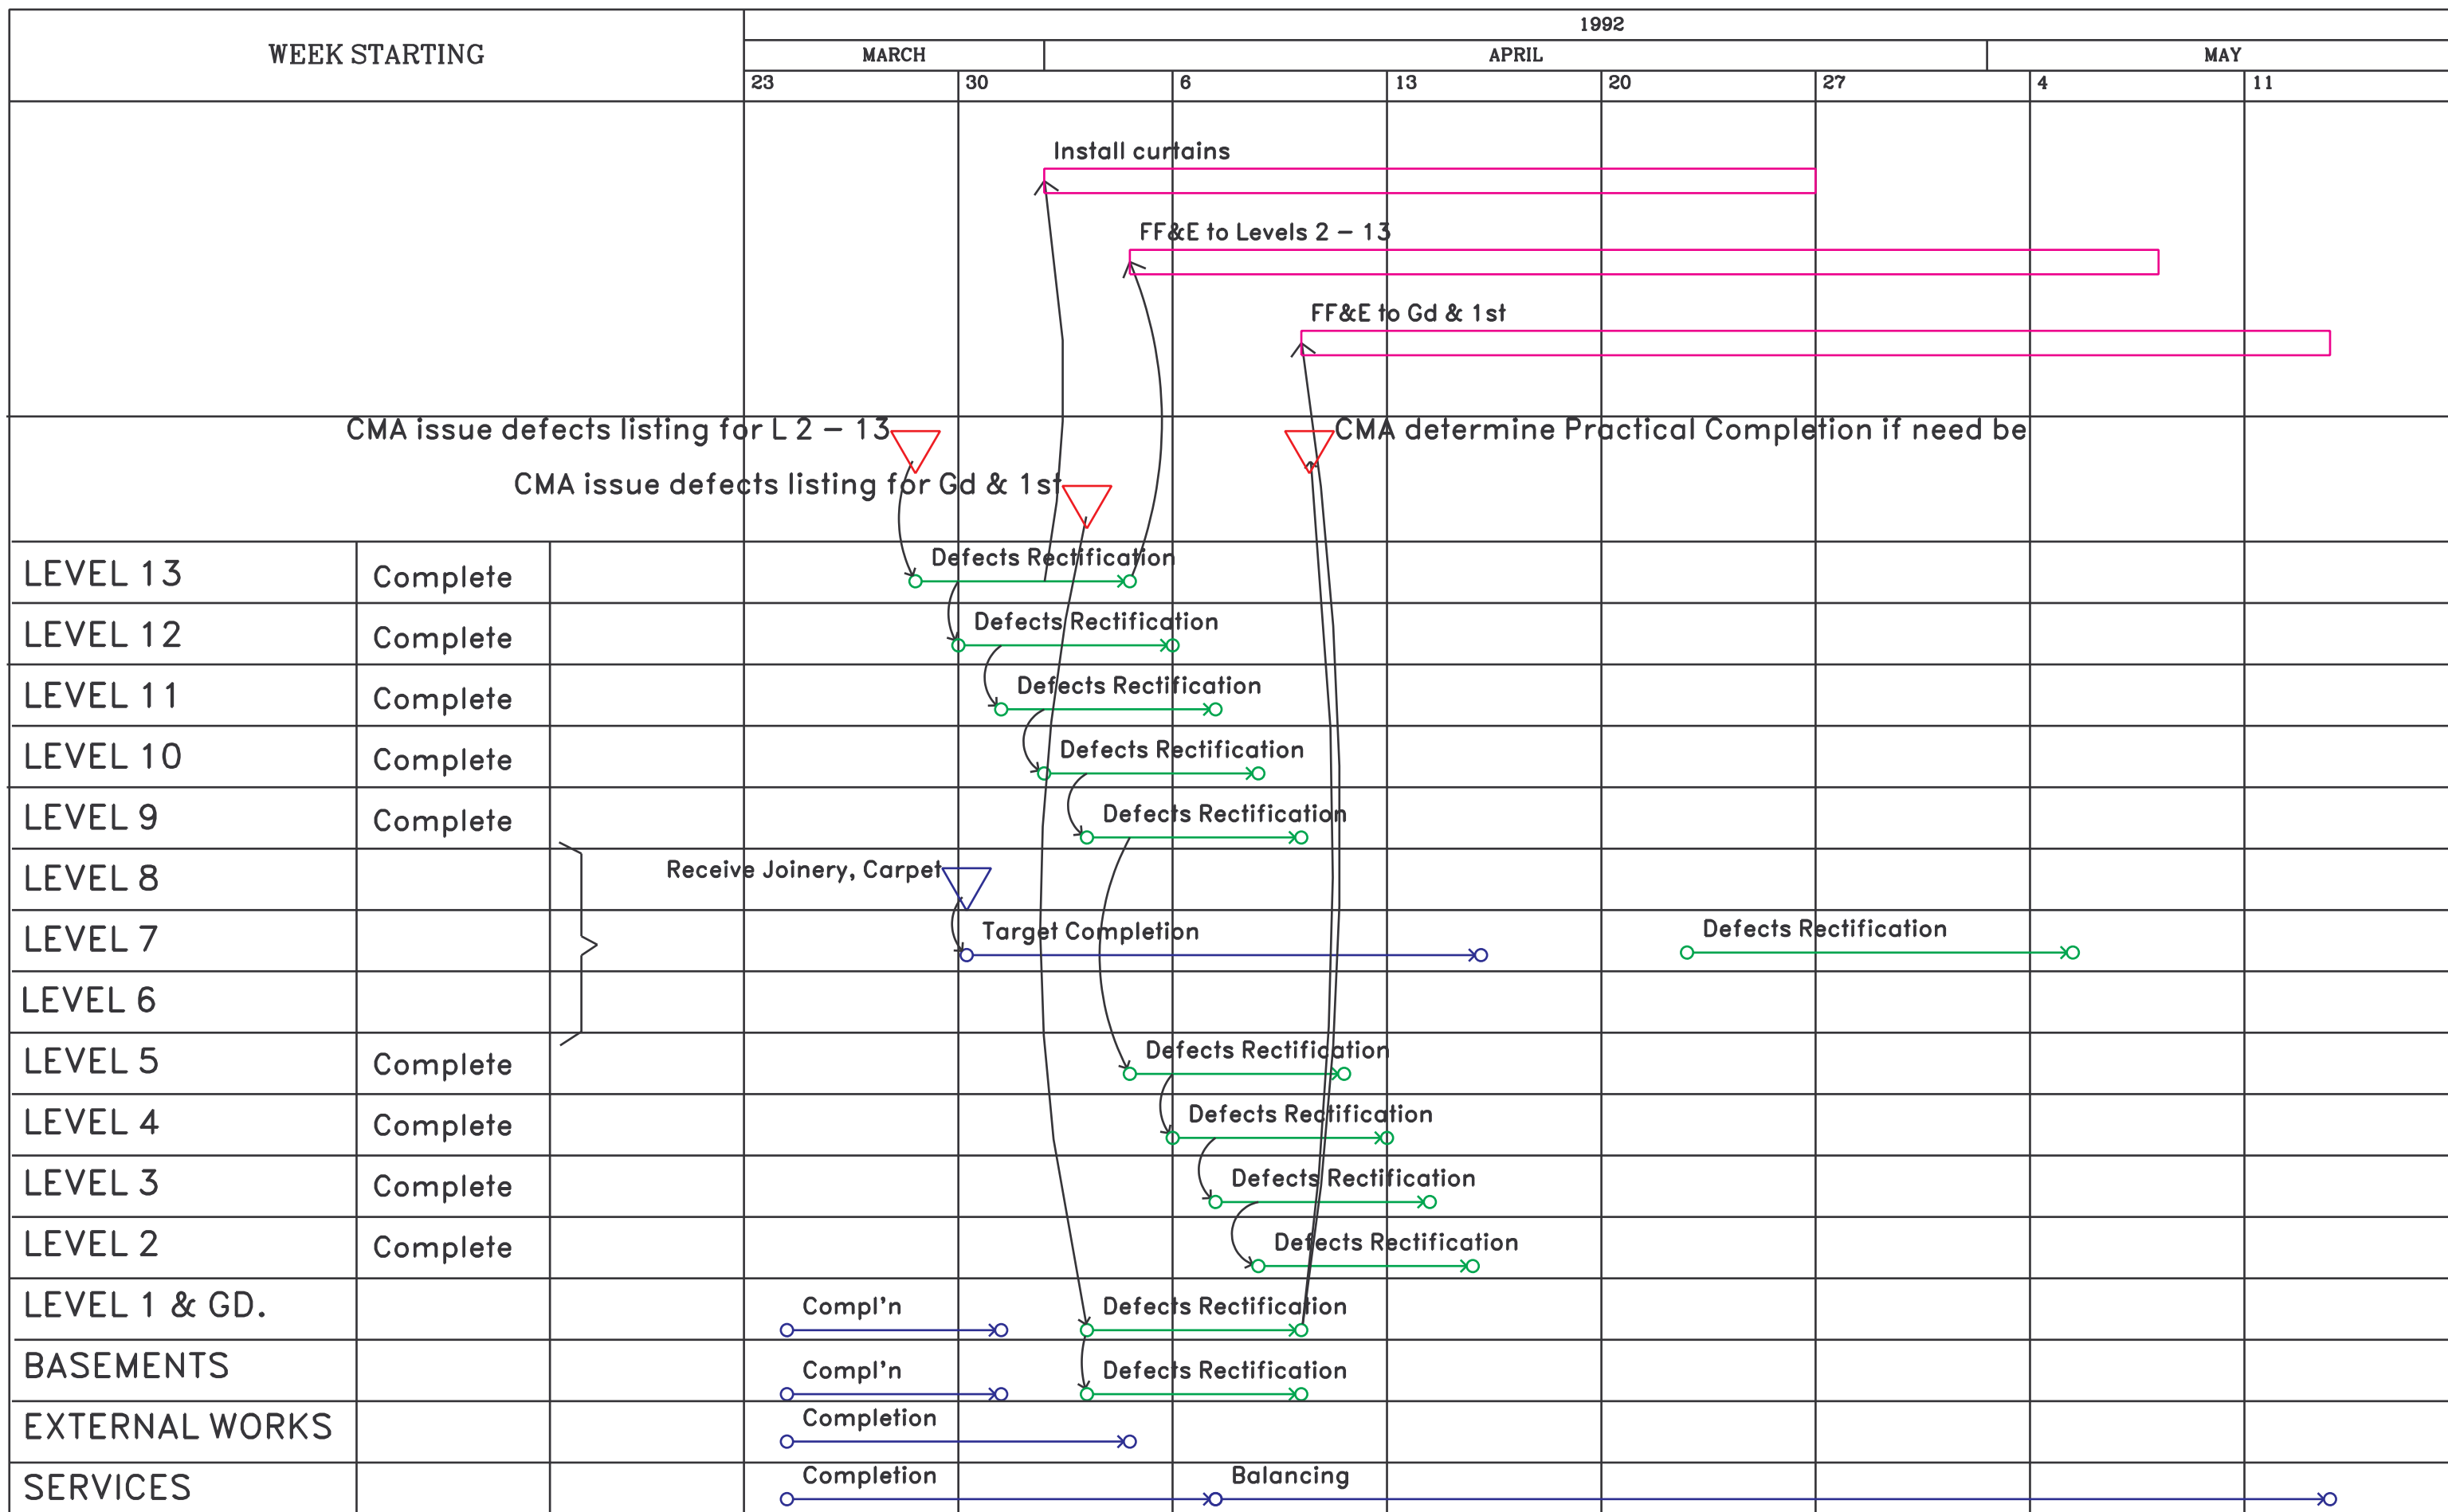 1992
WEEK STARTING
MARCH APRIL MAY
23 30 6 13 20 27 4 11
Install curtains
FF&E to Levels 2 – 13
FF&E to Gd & 1st
CMA issue defects listing for L 2 – 13 CMA determine Practical Completion if need be
CMA issue defects listing for Gd & 1st
Defects Rectification
LEVEL 13 Complete
Defects Rectification
LEVEL 12 Complete
Defects Rectification
LEVEL 11 Complete
Defects Rectification
LEVEL 10 Complete
Defects Rectification
LEVEL 9 Complete
Receive Joinery, Carpet
LEVEL 8
Target Completion Defects Rectification
LEVEL 7
LEVEL 6
Defects Rectification
LEVEL 5 Complete
Defects Rectification
LEVEL 4 Complete
Defects Rectification
LEVEL 3 Complete
Defects Rectification
LEVEL 2 Complete
LEVEL 1 & GD. Compl'n Defects Rectification
BASEMENTS Compl'n Defects Rectification
EXTERNAL WORKS Completion
SERVICES Completion Balancing